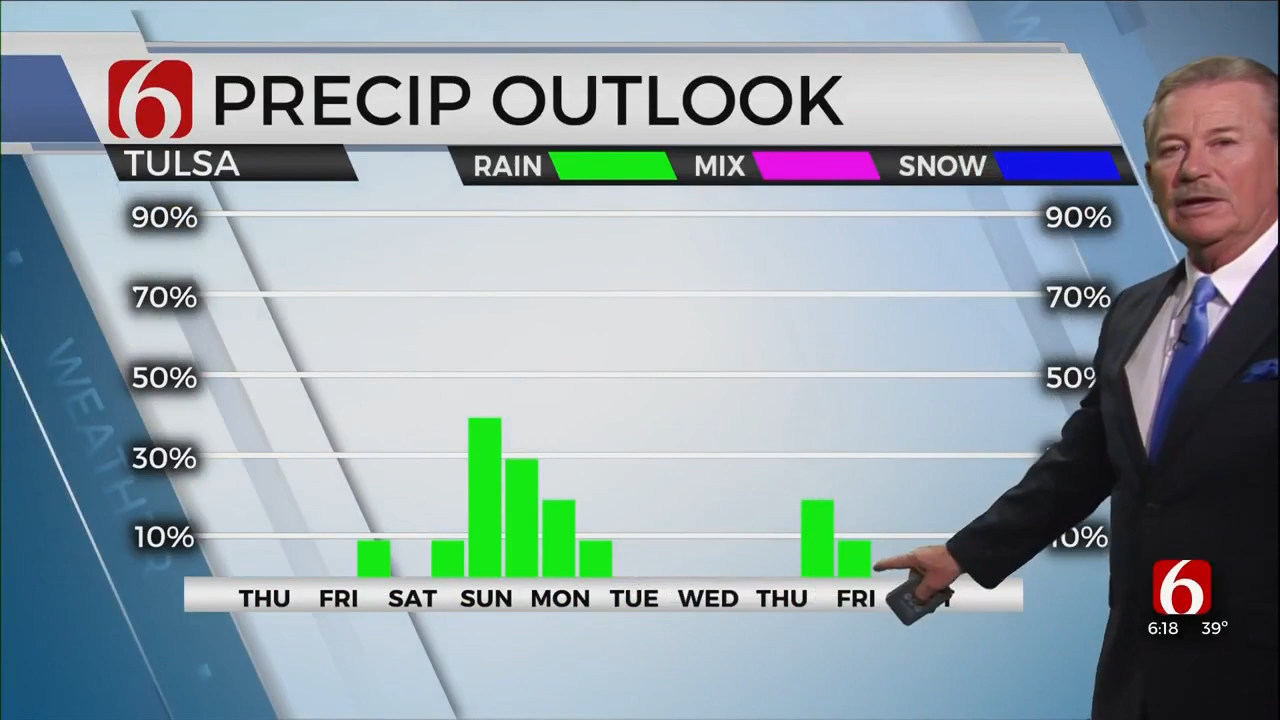 6 PRECIP OUTLOOK
TULSA
RAIN MIX SNOW
90% 90%
70% 70%
50% 50%
30%
10% 10%
THU FRI SAT SUN MON TUE WED THU FRI
WEATHER
6
6:18 39°